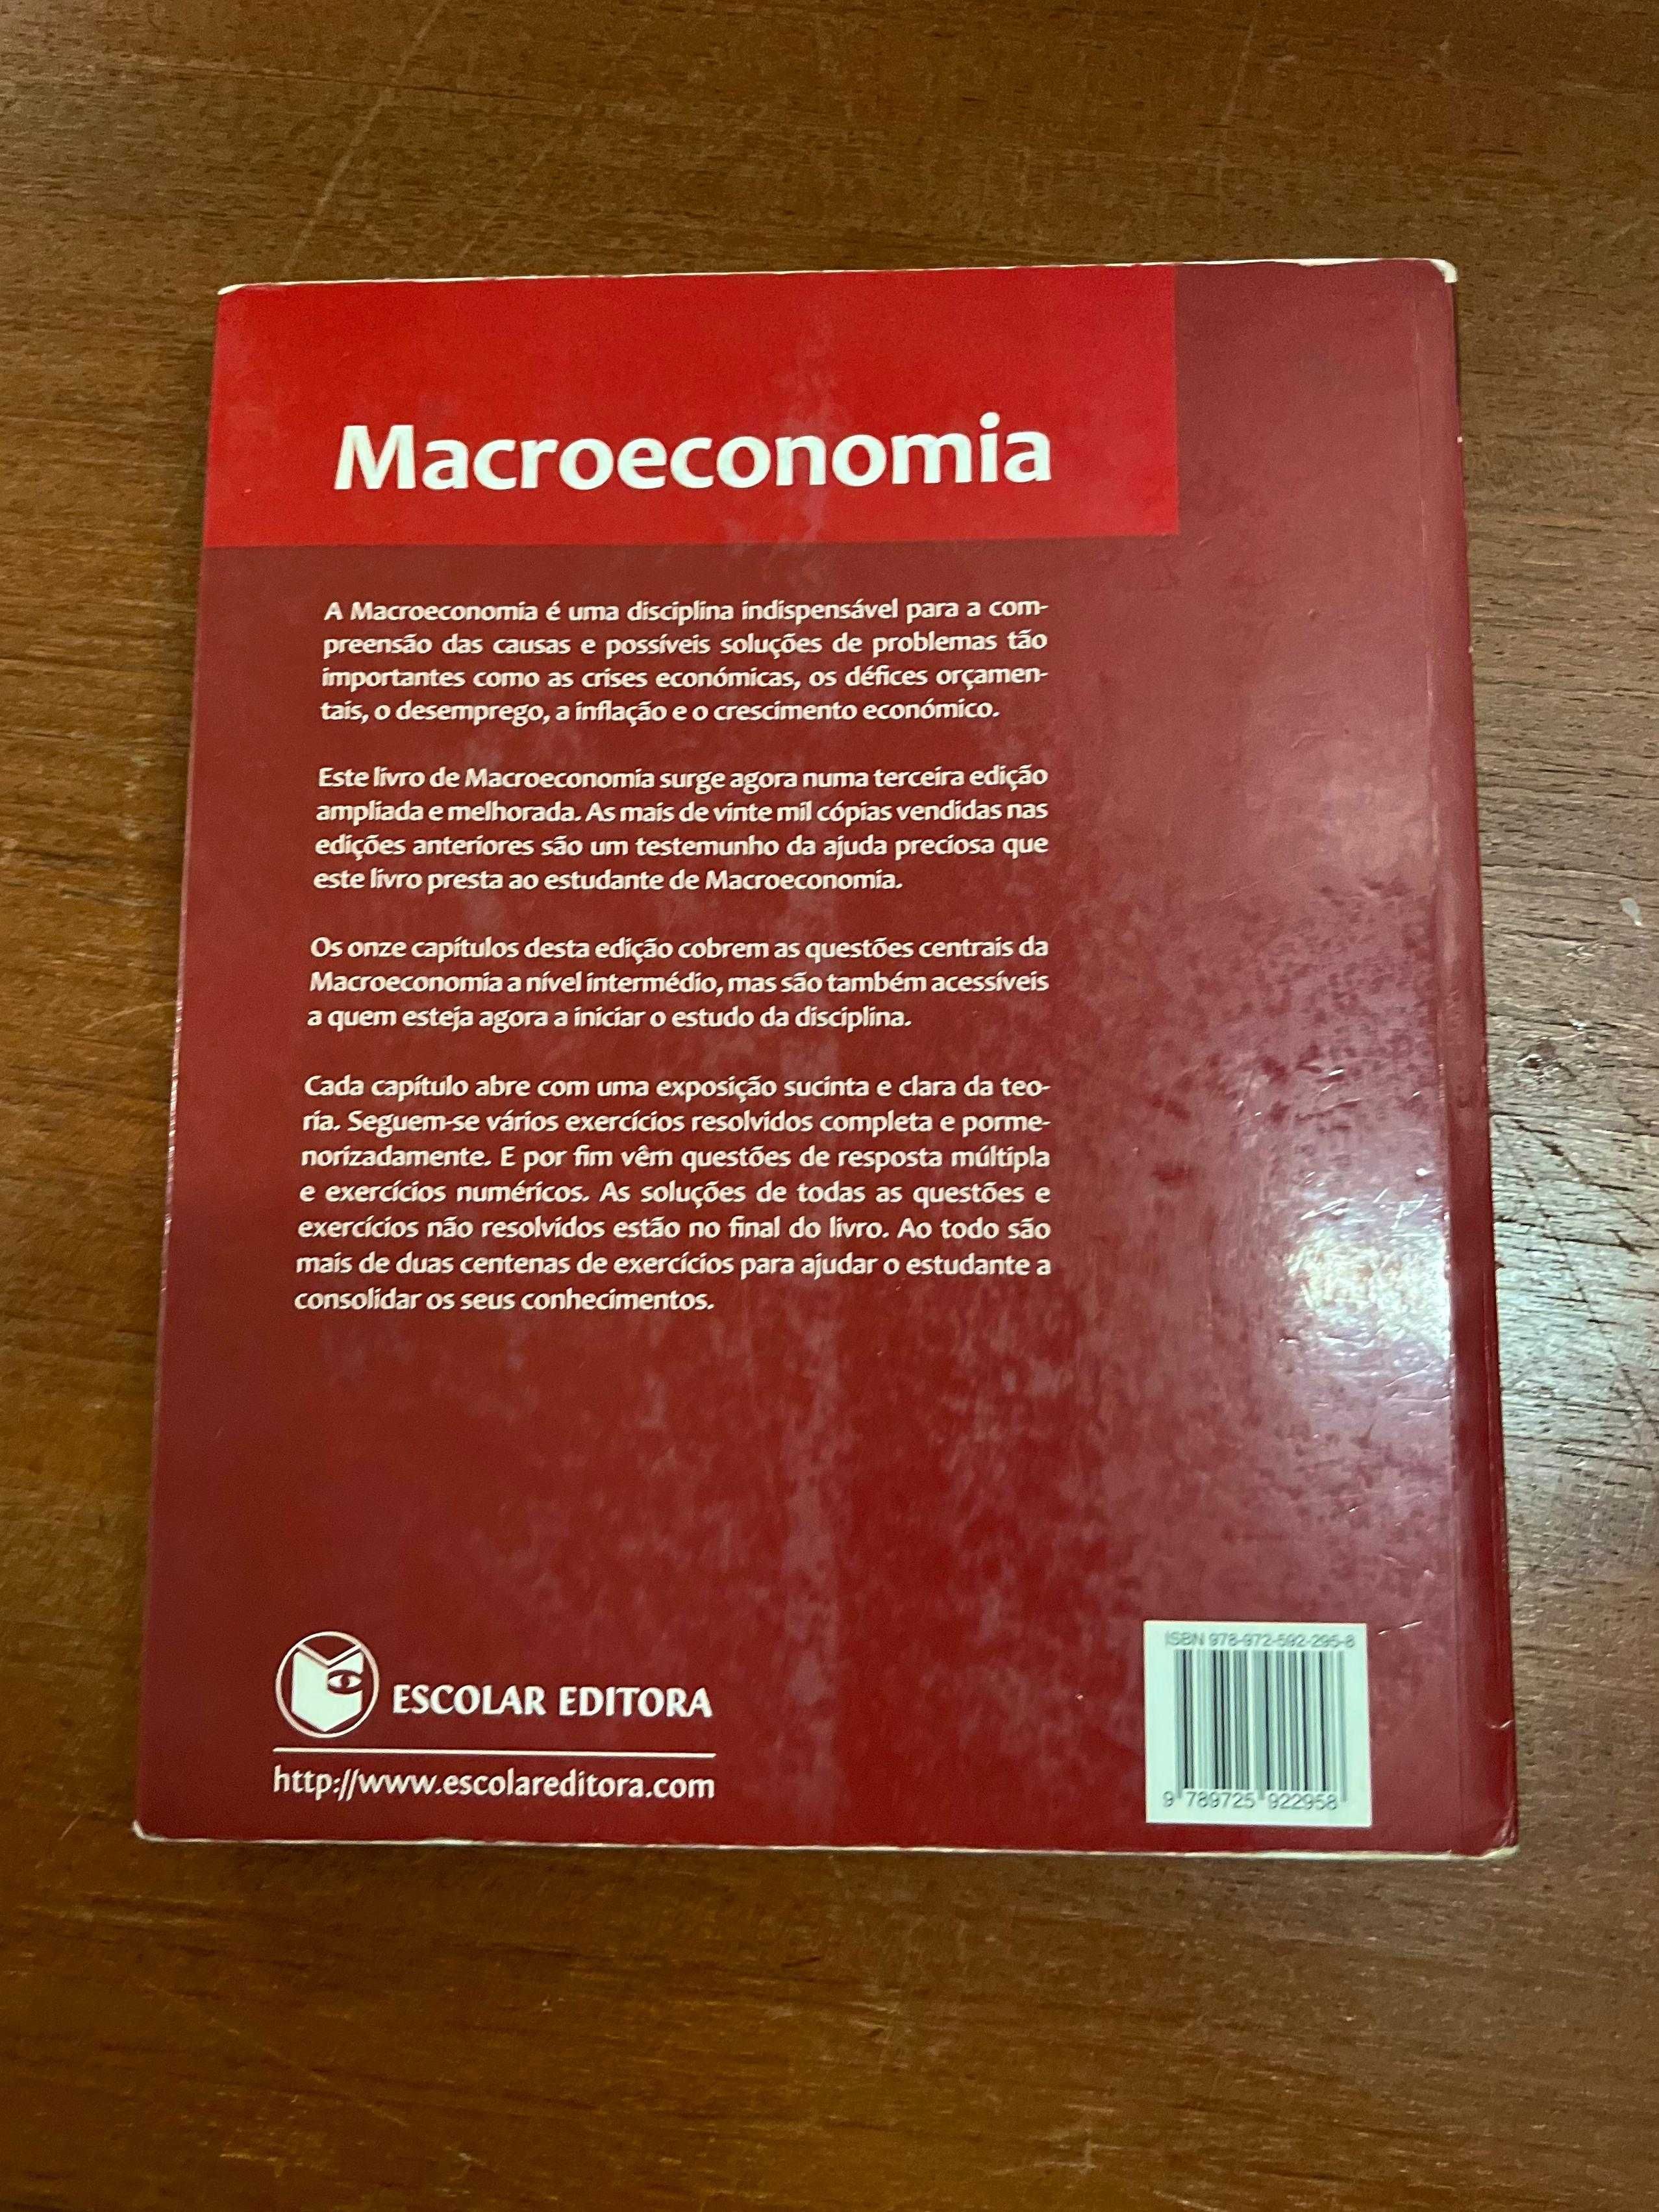 Macroeconomia
A Macroeconomia é uma disciplina indispensável para a com-
preensão das causas e possíveis soluções de problemas tão
importantes como as crises económicas, os défices orçamen-
tais, o desemprego, a inflação e o crescimento económico.
Este livro de Macroeconomia surge agora numa terceira edição
ampliada e melhorada. As mais de vinte mil cópias vendidas nas
edições anteriores são um testemunho da ajuda preciosa que
este livro presta ao estudante de Macroeconomia.
Os onze capítulos desta edição cobrem as questões centrais da
Macroeconomia a nível intermédio, mas são também acessíveis
a quem esteja agora a iniciar o estudo da disciplina.
Cada capítulo abre com uma exposição sucinta e clara da teo-
ria. Seguem-se vários exercícios resolvidos completa e porme-
norizadamente. E por fim vêm questões de resposta múltipla
e exercícios numéricos. As soluções de todas as questões e
exercícios não resolvidos estão no final do livro. Ao todo são
mais de duas centenas de exercícios para ajudar o estudante a
consolidar os seus conhecimentos.
ESCOLAR EDITORA
http://www.escolareditora.com
ISBN 978-972-592-295-8
9 789725 922958